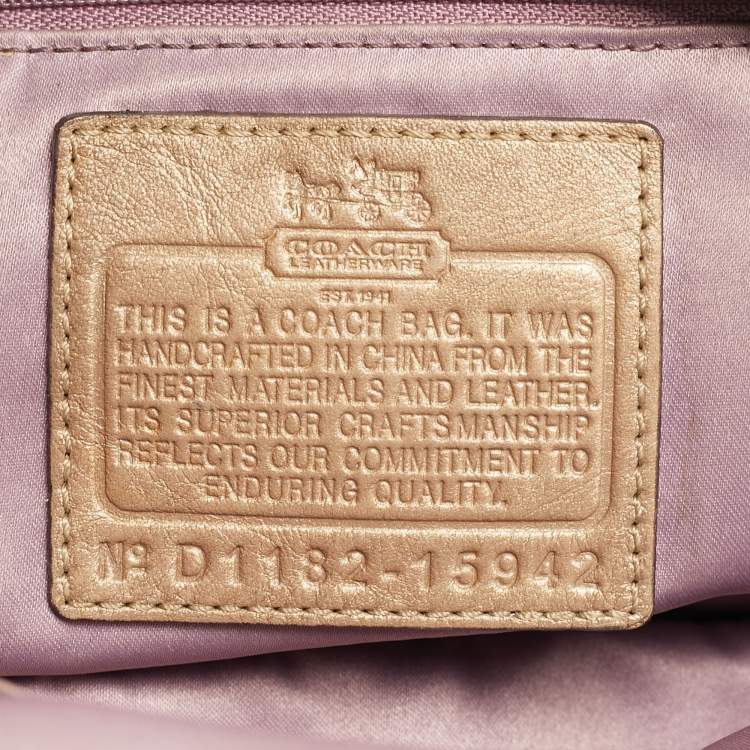 COACH
LEATHERWARE
EST. 1941
THIS IS A COACH BAG. IT WAS
HANDCRAFTED IN CHINA FROM THE
FINEST MATERIALS AND LEATHER.
ITS SUPERIOR CRAFTSMANSHIP
REFLECTS OUR COMMITMENT TO
ENDURING QUALITY.
Nº D1182-15942